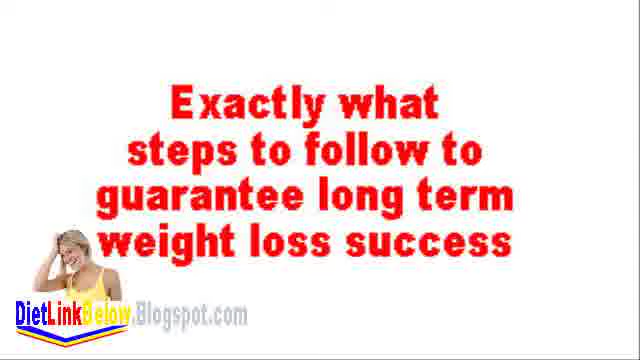 Exactly what
steps to follow to
guarantee long term
weight loss success
DietLinkBelow.Blogspot.com